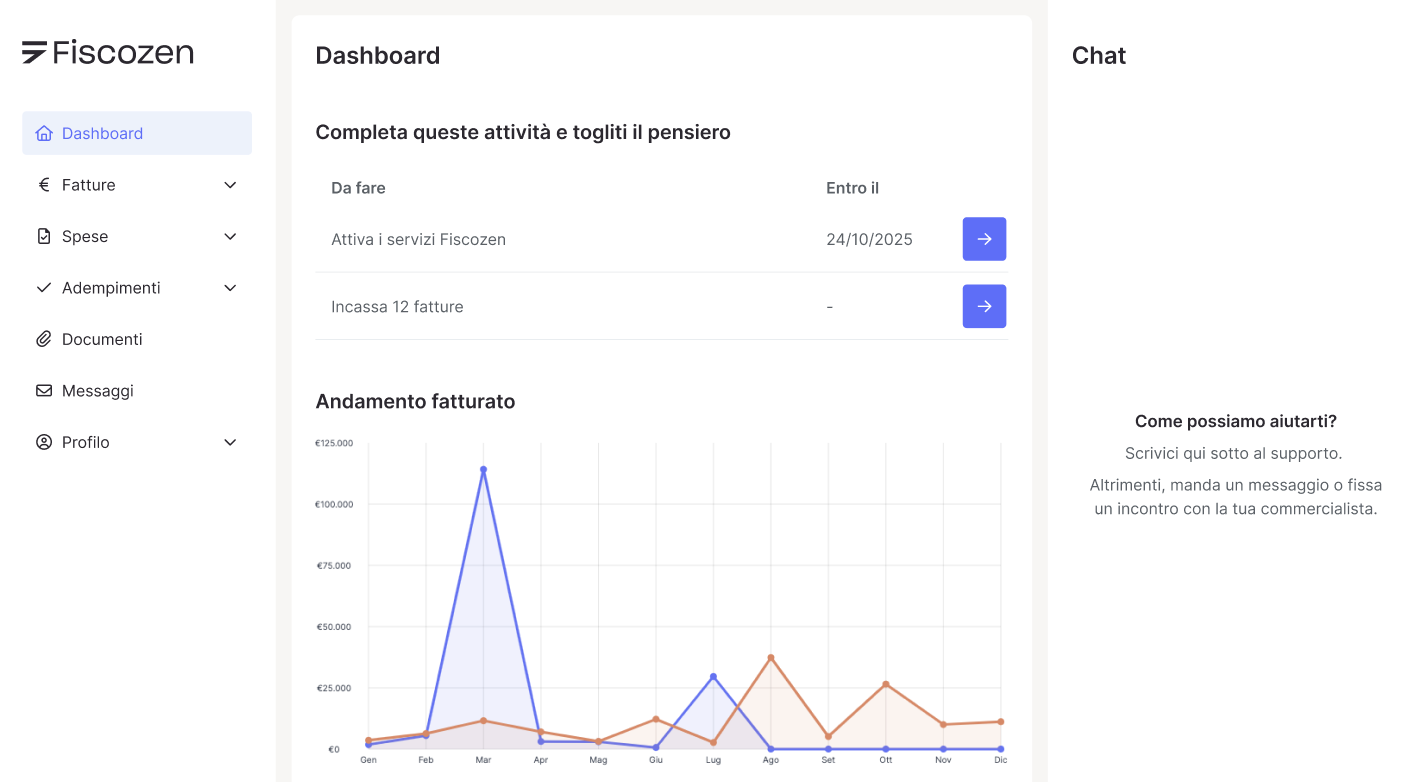 Fiscozen
Dashboard
Fatture
Spese
Adempimenti
Documenti
Messaggi
Profilo
Dashboard
Completa queste attività e togliti il pensiero
Da fare Entro il
Attiva i servizi Fiscozen 24/10/2025
Incassa 12 fatture -
Andamento fatturato
€125.000
€100.000
€75.000
€50.000
€25.000
€0
Gen Feb Mar Apr Mag Giu Lug Ago Set Ott Nov Dic
Chat
Come possiamo aiutarti?
Scrivici qui sotto al supporto.
Altrimenti, manda un messaggio o fissa
un incontro con la tua commercialista.